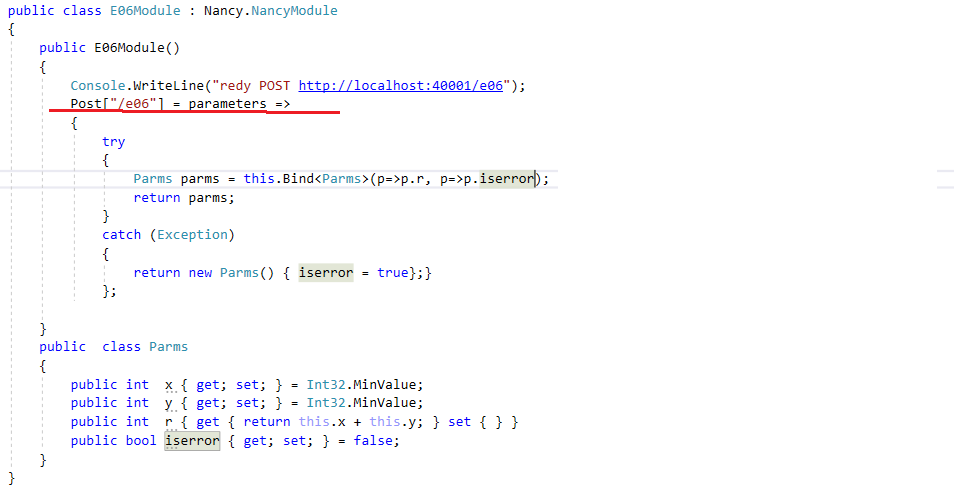 public class E06Module : Nancy.NancyModule
{
public E06Module()
{
Console.WriteLine("redy POST http://localhost:40001/e06");
Post["/e06"] = parameters =>
{
try
{
Parms parms = this.Bind<Parms>(p=>p.r, p=>p.iserror);
return parms;
}
catch (Exception)
{
return new Parms() { iserror = true};}
};
}
public  class Parms
{
public int  x { get; set; } = Int32.MinValue;
public int  y { get; set; } = Int32.MinValue;
public int  r { get { return this.x + this.y; } set { } }
public bool iserror { get; set; } = false;
}
}